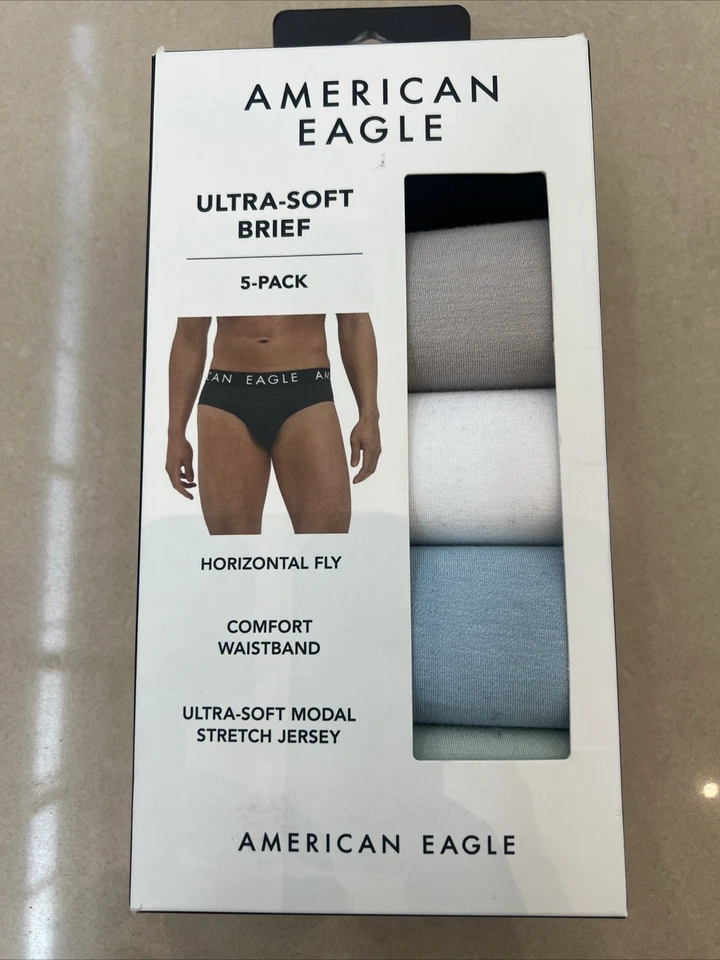 AMERICAN
EAGLE
ULTRA-SOFT
BRIEF
5-PACK
CAN EAGLE AM
HORIZONTAL FLY
COMFORT
WAISTBAND
ULTRA-SOFT MODAL
STRETCH JERSEY
AMERICAN EAGLE